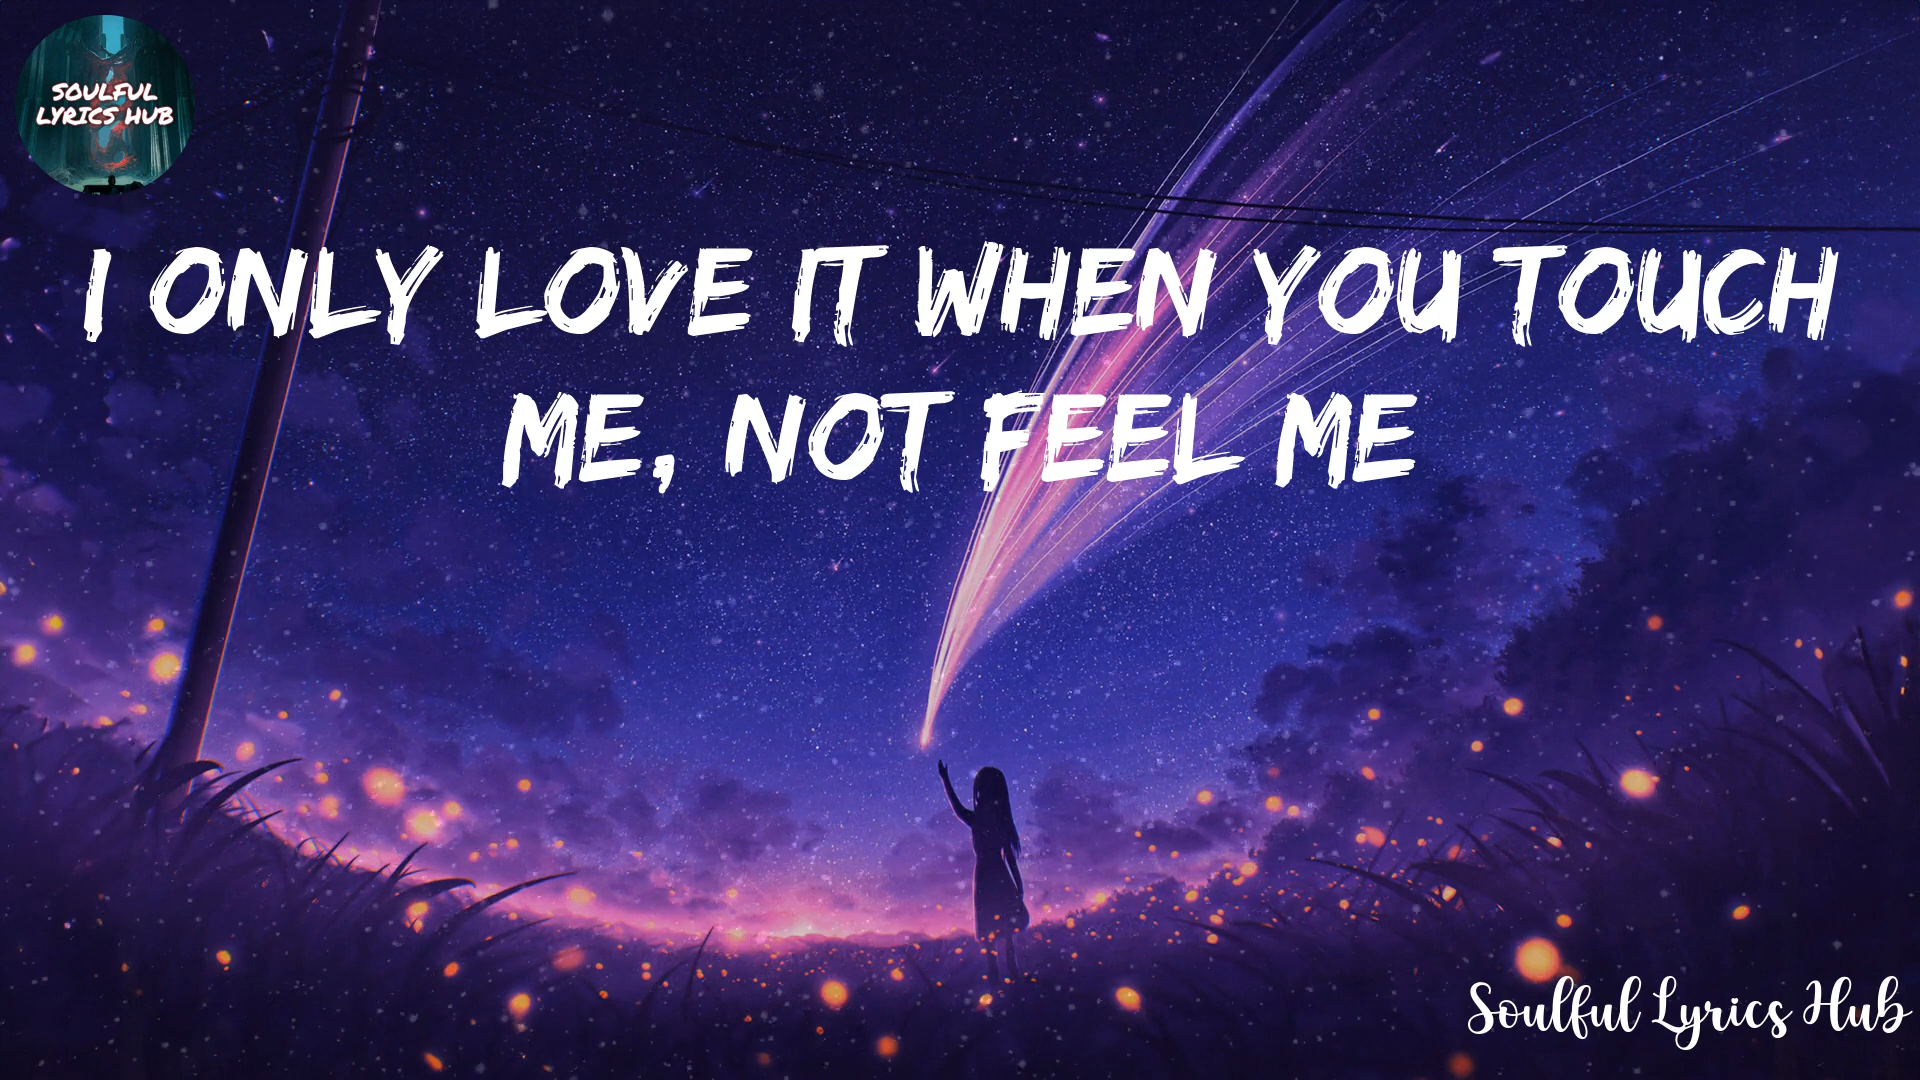 SOULFUL
LYRICS HUB
I ONLY LOVE IT WHEN YOU TOUCH
ME, NOT FEEL ME
Soulful Lyrics Hub